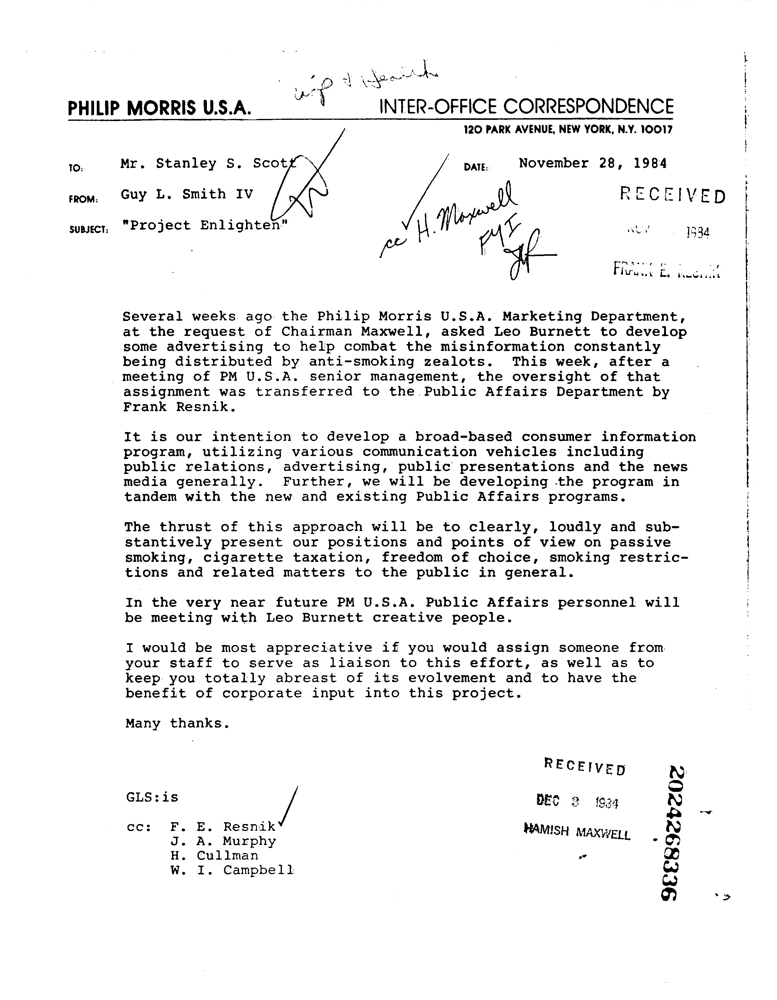 PHILIP MORRIS U.S.A. INTER-OFFICE CORRESPONDENCE
120 PARK AVENUE, NEW YORK, N.Y. 10017
TO: Mr. Stanley S. Scott DATE: November 28, 1984
FROM: Guy L. Smith IV
SUBJECT: "Project Enlighten"
cc H. Maxwell
FYI
RECEIVED
1984
FRANK E. RESNIK
Several weeks ago the Philip Morris U.S.A. Marketing Department,
at the request of Chairman Maxwell, asked Leo Burnett to develop
some advertising to help combat the misinformation constantly
being distributed by anti-smoking zealots. This week, after a
meeting of PM U.S.A. senior management, the oversight of that
assignment was transferred to the Public Affairs Department by
Frank Resnik.
It is our intention to develop a broad-based consumer information
program, utilizing various communication vehicles including
public relations, advertising, public presentations and the news
media generally. Further, we will be developing the program in
tandem with the new and existing Public Affairs programs.
The thrust of this approach will be to clearly, loudly and sub-
stantively present our positions and points of view on passive
smoking, cigarette taxation, freedom of choice, smoking restric-
tions and related matters to the public in general.
In the very near future PM U.S.A. Public Affairs personnel will
be meeting with Leo Burnett creative people.
I would be most appreciative if you would assign someone from
your staff to serve as liaison to this effort, as well as to
keep you totally abreast of its evolvement and to have the
benefit of corporate input into this project.
Many thanks.
GLS:is
cc: F. E. Resnik
J. A. Murphy
H. Cullman
W. I. Campbell
RECEIVED
DEC 3 1984
HAMISH MAXWELL
2024268336